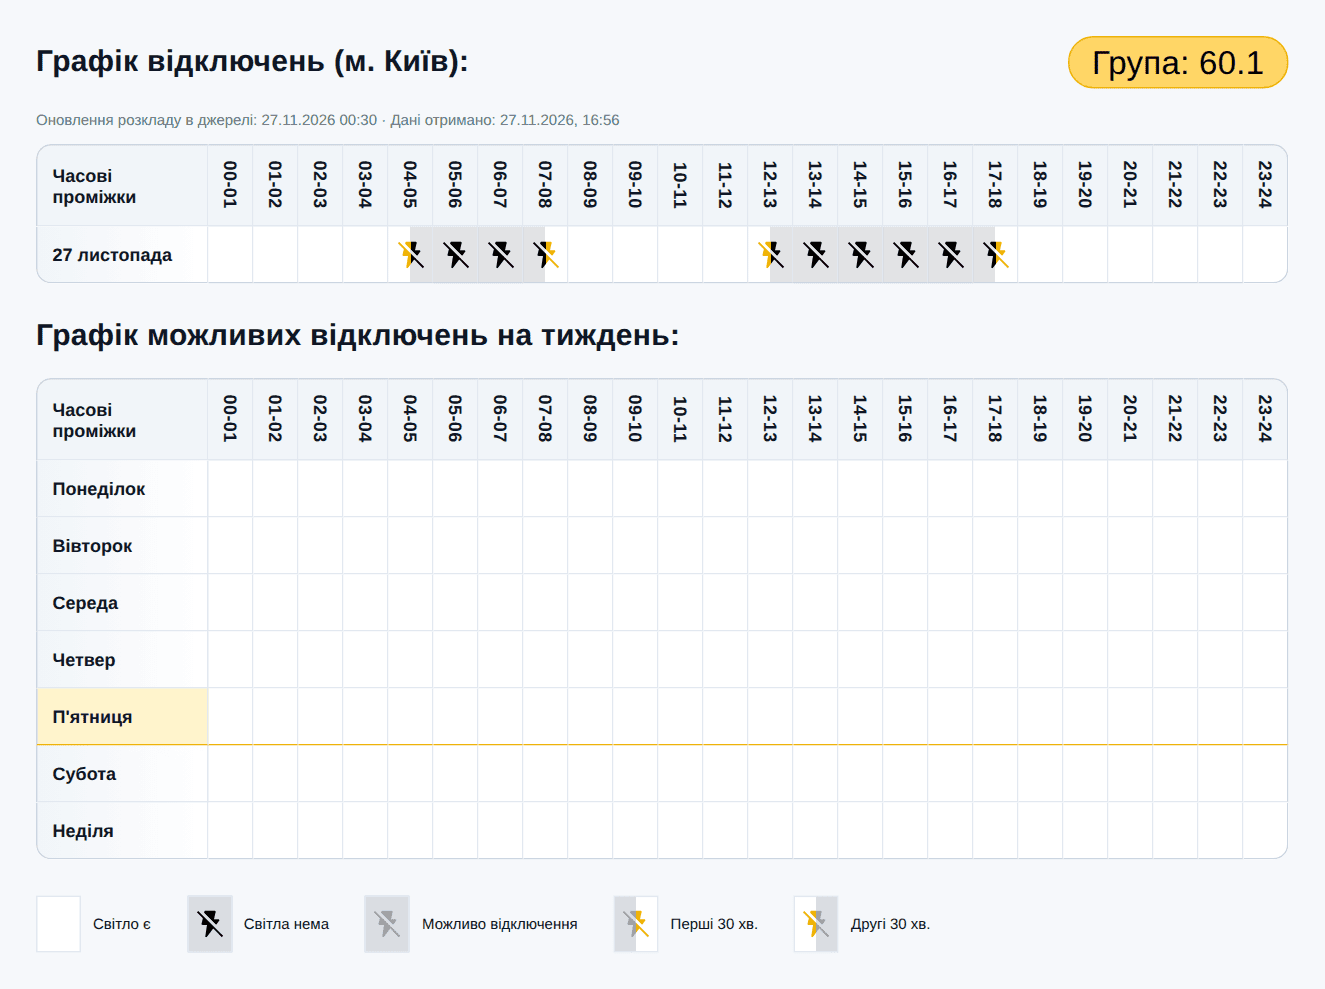 Графік відключень (м. Київ):
Група: 60.1
Оновлення розкладу в джерелі: 27.11.2026 00:30 · Дані отримано: 27.11.2026, 16:56
Часові проміжки 00-01 01-02 02-03 03-04 04-05 05-06 06-07 07-08 08-09 09-10 10-11 11-12 12-13 13-14 14-15 15-16 16-17 17-18 18-19 19-20 20-21 21-22 22-23 23-24
27 листопада
Графік можливих відключень на тиждень:
Часові проміжки 00-01 01-02 02-03 03-04 04-05 05-06 06-07 07-08 08-09 09-10 10-11 11-12 12-13 13-14 14-15 15-16 16-17 17-18 18-19 19-20 20-21 21-22 22-23 23-24
Понеділок
Вівторок
Середа
Четвер
П'ятниця
Субота
Неділя
Світло є Світла нема Можливо відключення Перші 30 хв. Другі 30 хв.